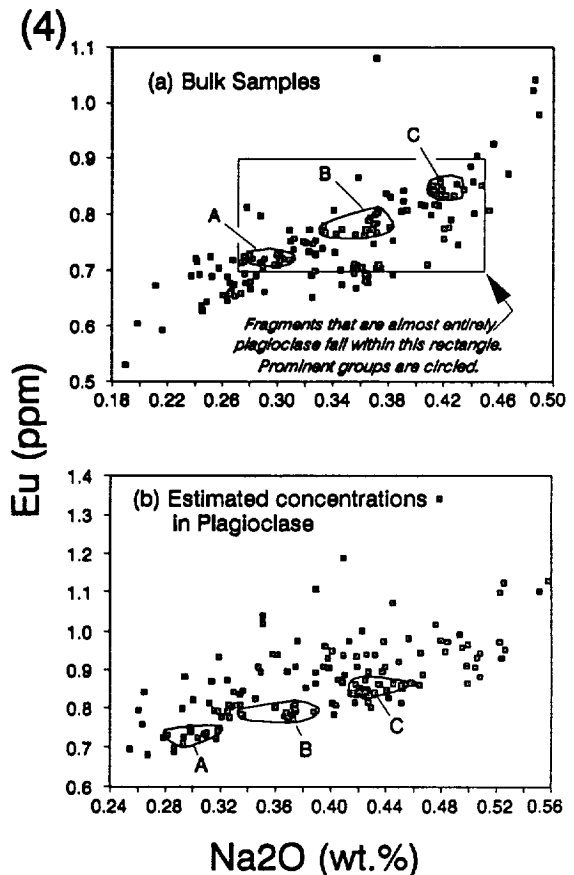 (4)
1.1
1.0
0.9
0.8
0.7
0.6
0.5
(a) Bulk Samples
A
B
C
Fragments that are almost entirely
plagioclase fall within this rectangle.
Prominent groups are circled.
0.18 0.22 0.26 0.30 0.34 0.38 0.42 0.46 0.50
Eu (ppm)
1.4
1.3
1.2
1.1
1.0
0.9
0.8
0.7
0.6
(b) Estimated concentrations
in Plagioclase
A
B
C
0.24 0.28 0.32 0.36 0.40 0.44 0.48 0.52 0.56
Na2O (wt.%)